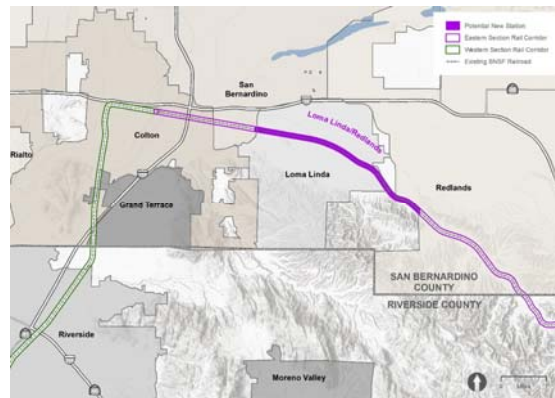 Potential New Station
Eastern Section Rail Corridor
Western Section Rail Corridor
Existing BNSF Railroad
San
Bernardino
Loma Linda/Redlands
Colton
Rialto
Loma Linda
Redlands
Grand Terrace
SAN BERNARDINO
COUNTY
RIVERSIDE COUNTY
Riverside
Moreno Valley